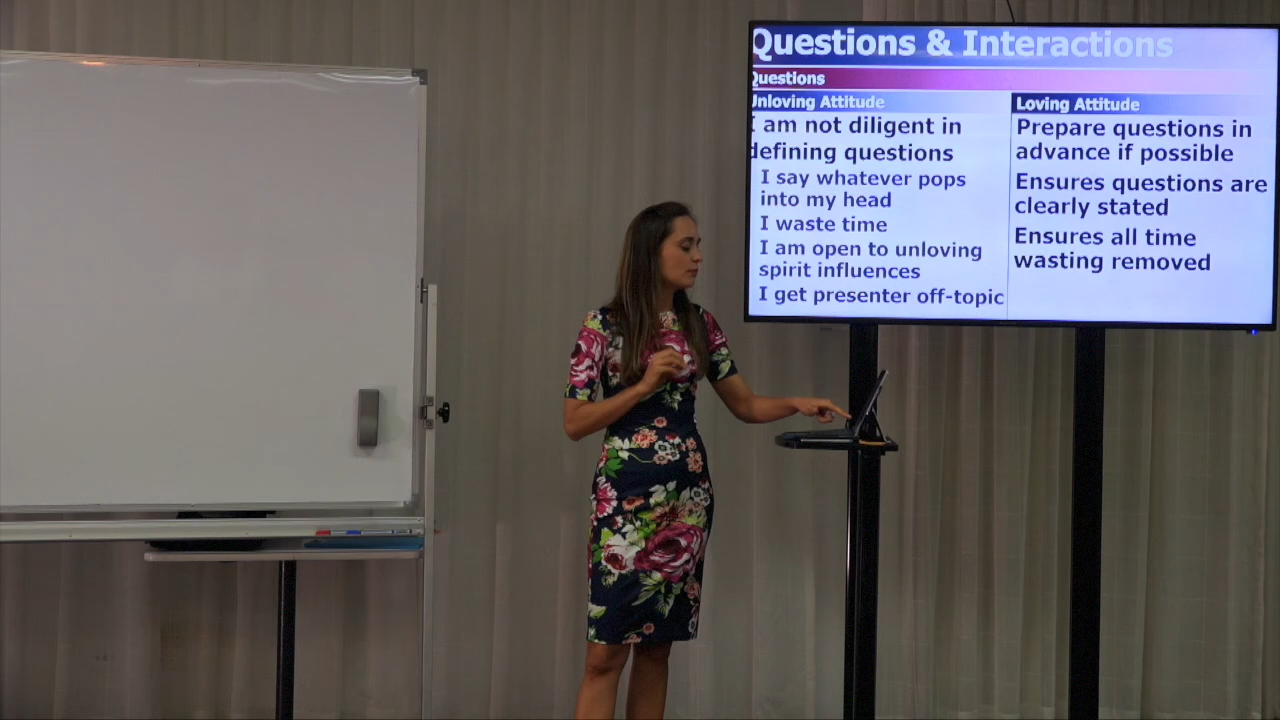 Questions & Interactions
Questions
Unloving Attitude
Loving Attitude
I am not diligent in
defining questions
I say whatever pops
into my head
I waste time
I am open to unloving
spirit influences
I get presenter off-topic
Prepare questions in
advance if possible
Ensures questions are
clearly stated
Ensures all time
wasting removed